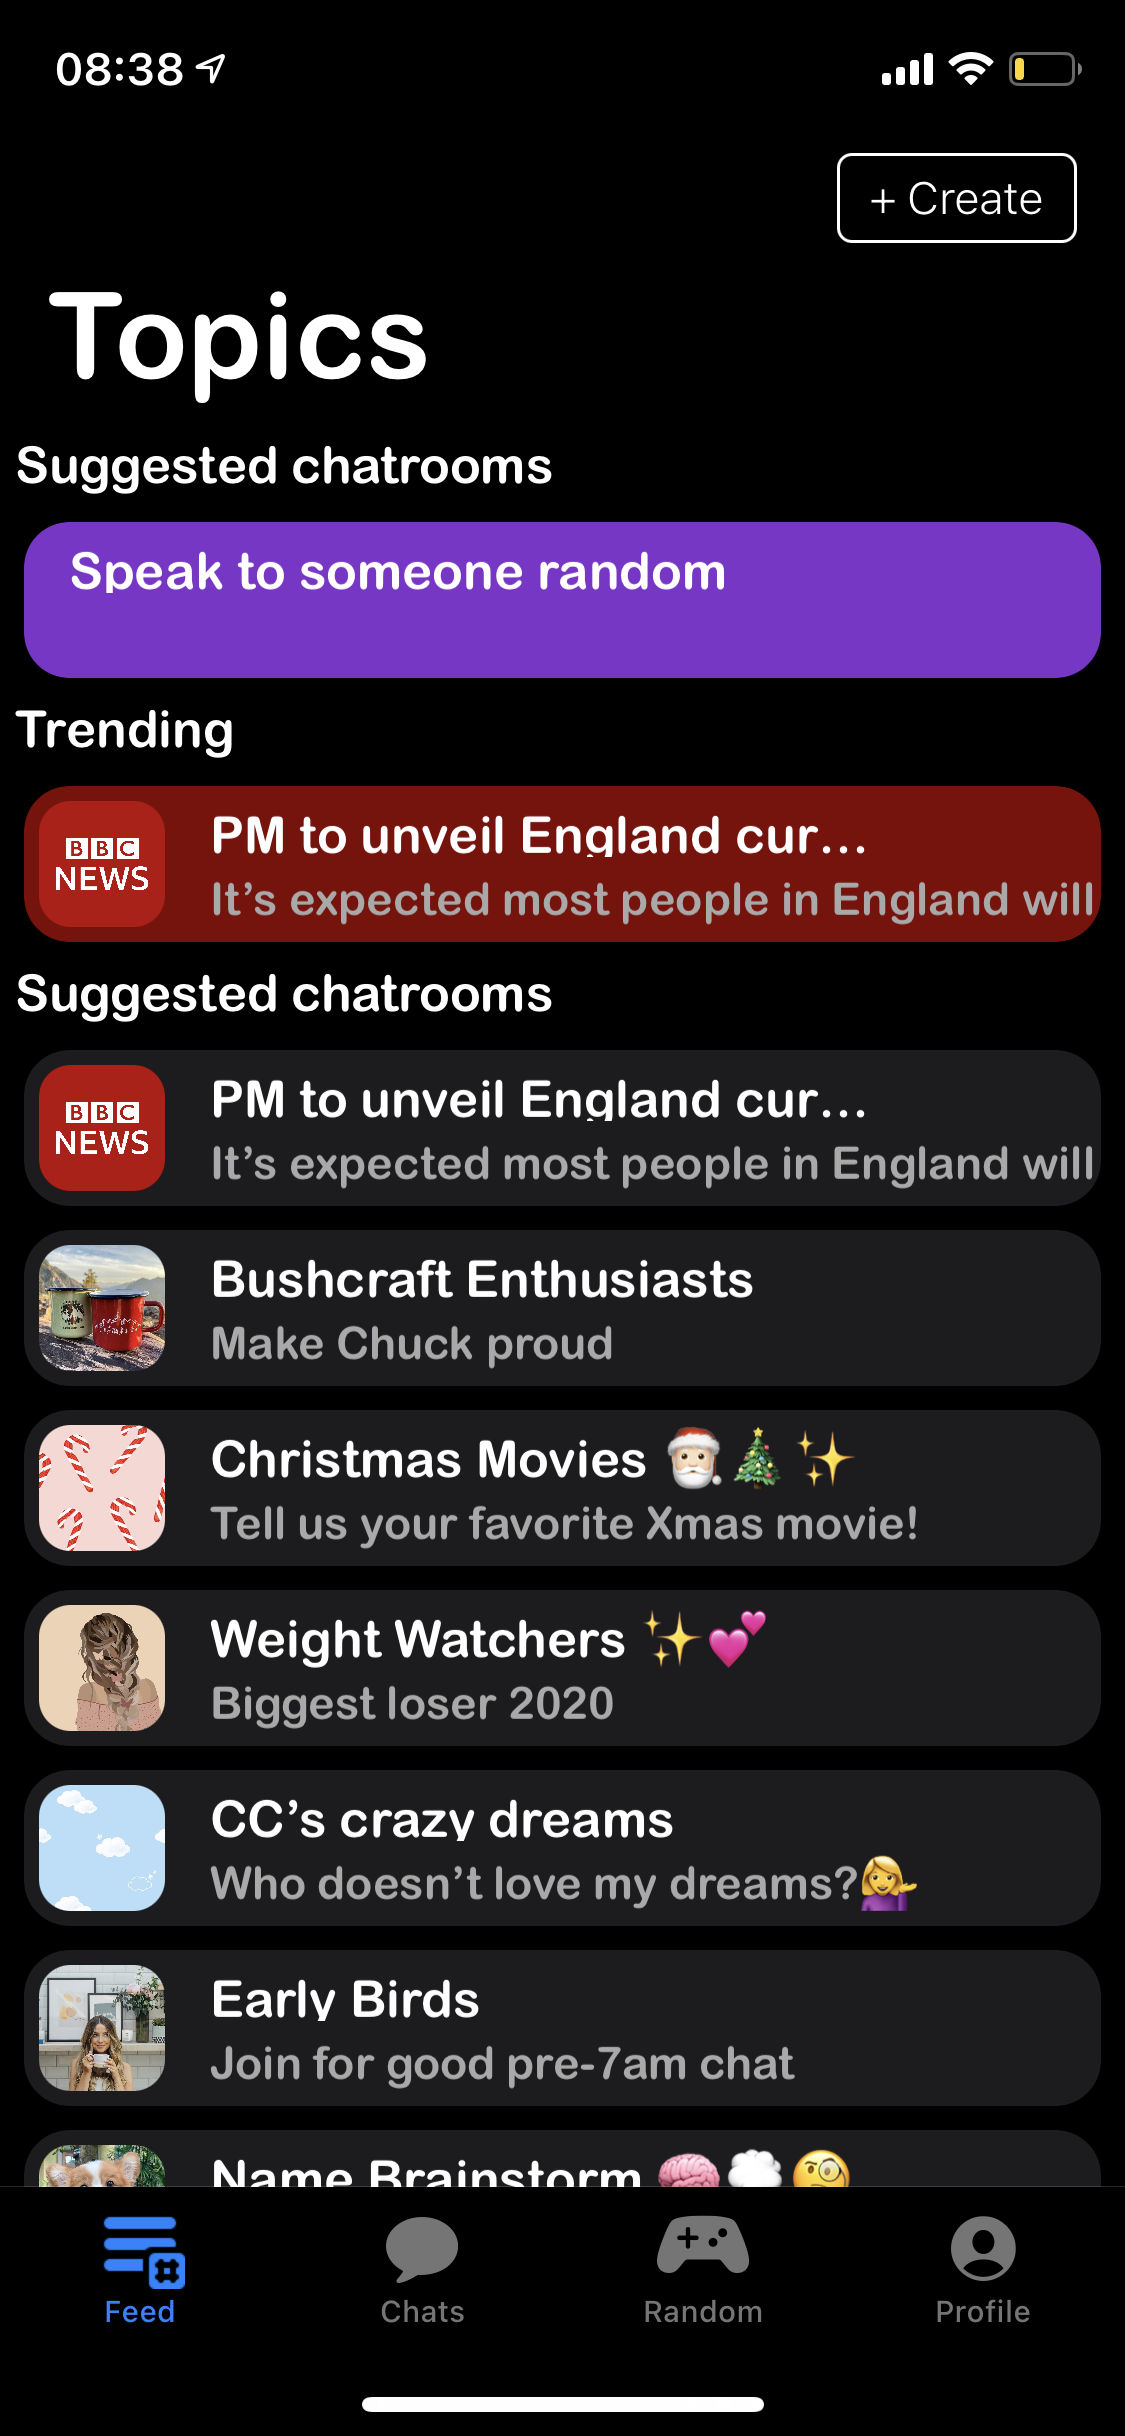 08:38
+ Create
Topics
Suggested chatrooms
Speak to someone random
Trending
BBC
NEWS
PM to unveil England cur...
It's expected most people in England will
Suggested chatrooms
BBC
NEWS
PM to unveil England cur...
It's expected most people in England will
Bushcraft Enthusiasts
Make Chuck proud
Christmas Movies 🎅🏻🎄✨
Tell us your favorite Xmas movie!
Weight Watchers ✨💕
Biggest loser 2020
CC's crazy dreams
Who doesn't love my dreams?💁‍♀️
Early Birds
Join for good pre-7am chat
Name Brainstorm 🧠💭🧐
Feed
Chats
Random
Profile